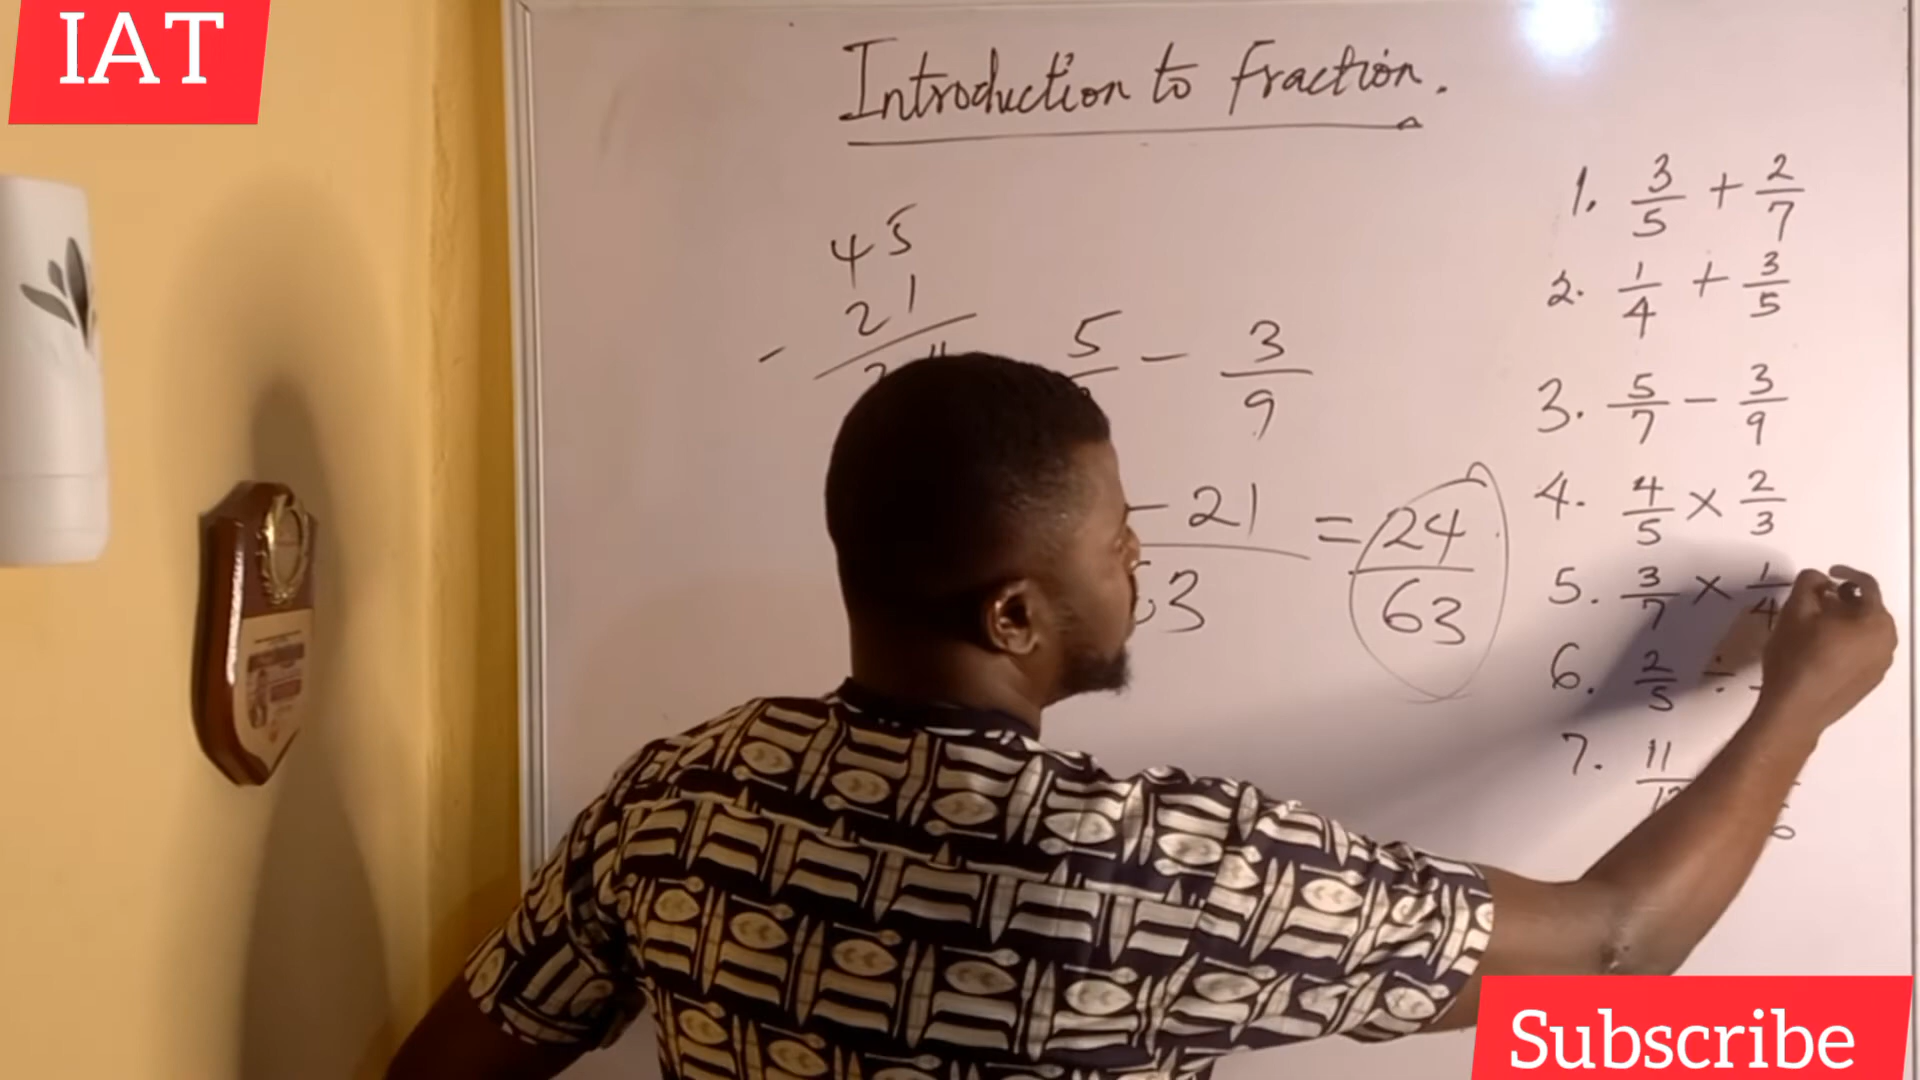 IAT
Introduction to fraction.
45
- 21
2
5 - 3
9
- 21 = 24
63 63
1. 3/5 + 2/7
2. 1/4 + 3/5
3. 5/7 - 3/9
4. 4/5 × 2/3
5. 3/7 × 1/4
6. 2/5 ÷
7. 11
Subscribe